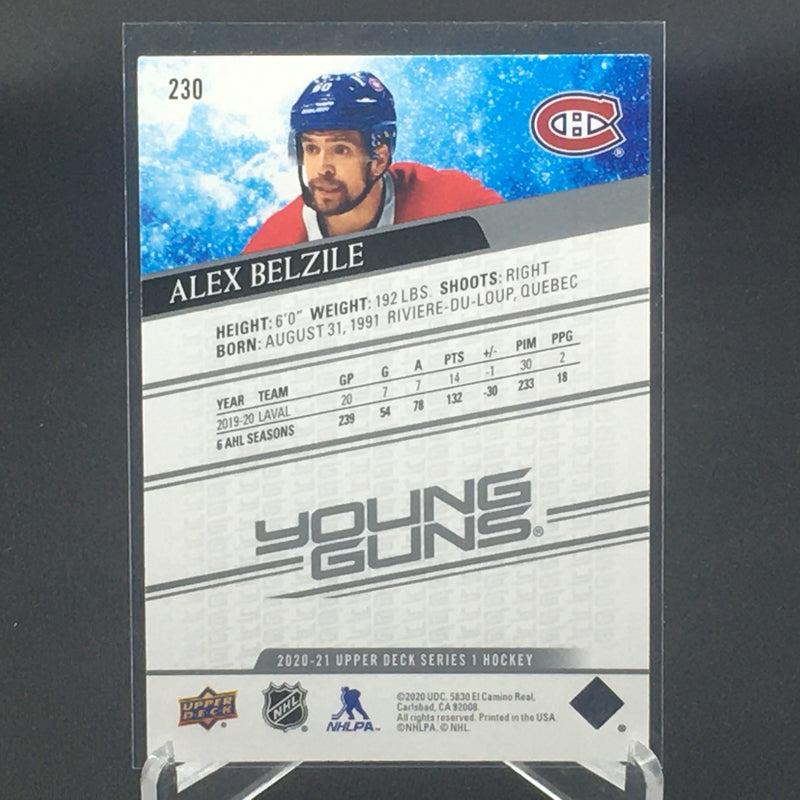 230
60
ALEX BELZILE
HEIGHT: 6'0" WEIGHT: 192 LBS. SHOOTS: RIGHT
BORN: AUGUST 31, 1991 RIVIERE-DU-LOUP, QUEBEC
YEAR TEAM GP G A PTS +/- PIM PPG
2019-20 LAVAL 20 7 7 14 -1 30 2
6 AHL SEASONS 239 54 78 132 -30 233 18
YOUNG
GUNS®
2020-21 UPPER DECK SERIES 1 HOCKEY
UPPER
DECK
NHL
NHLPA
©2020 UDC. 5830 El Camino Real,
Carlsbad, CA 92008.
All rights reserved. Printed in the USA.
©NHLPA. © NHL.